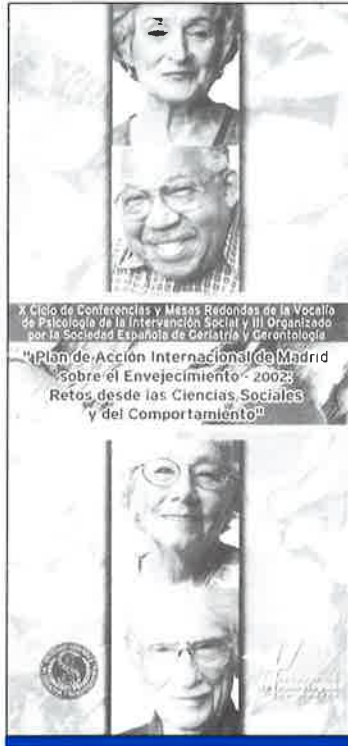 X Ciclo de Conferencias y Mesas Redondas de la Vocalía
de Psicología de la Intervención Social y III Organizado
por la Sociedad Española de Geriatría y Gerontología
"Plan de Acción Internacional de Madrid
sobre el Envejecimiento - 2002:
Retos desde las Ciencias Sociales
y del Comportamiento"